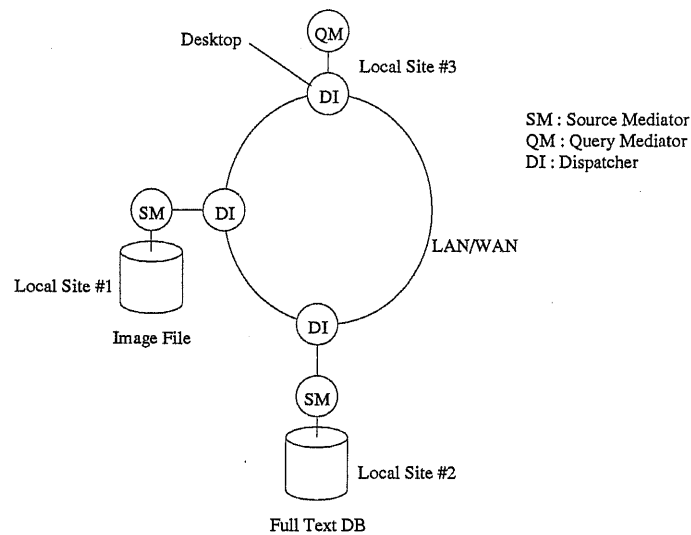 QM
Desktop
Local Site #3
DI
SM : Source Mediator
QM : Query Mediator
DI : Dispatcher
SM
DI
LAN/WAN
Local Site #1
Image File
DI
SM
Local Site #2
Full Text DB